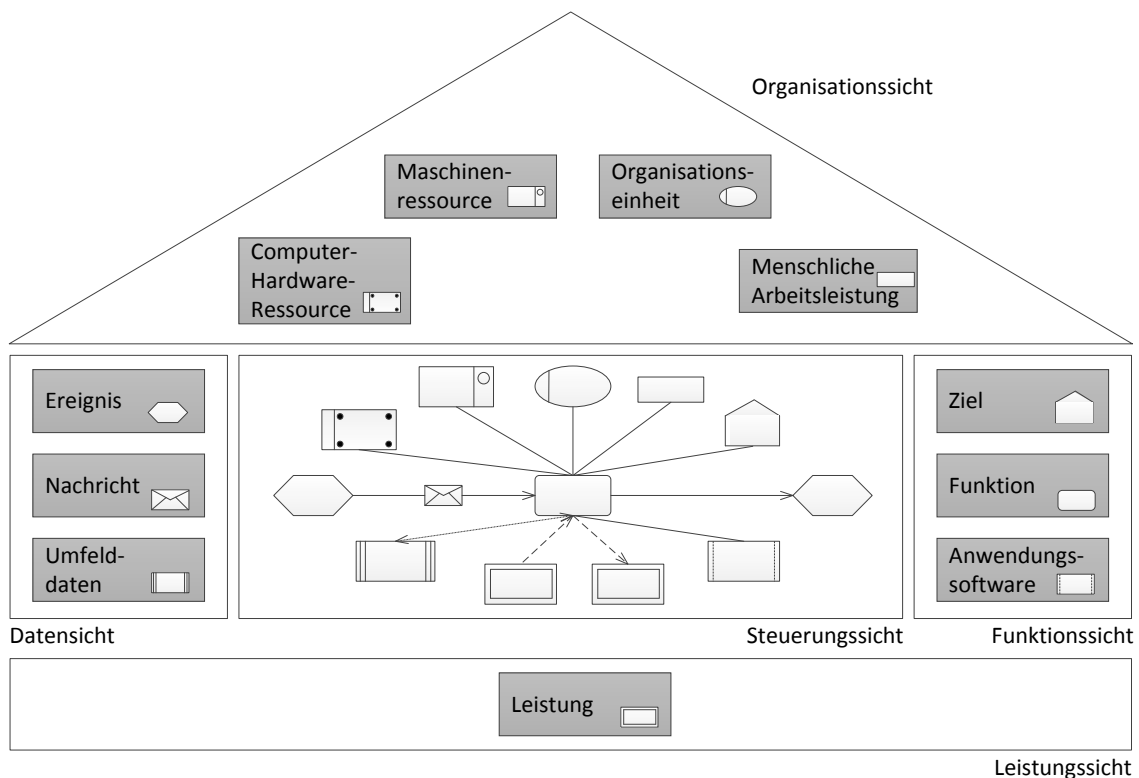 Organisationssicht
Maschinen-
ressource
Organisations-
einheit
Computer-
Hardware-
Ressource
Menschliche
Arbeitsleistung
Ereignis
Nachricht
Umfeld-
daten
Datensicht
Steuerungssicht
Ziel
Funktion
Anwendungs-
software
Funktionssicht
Leistung
Leistungssicht